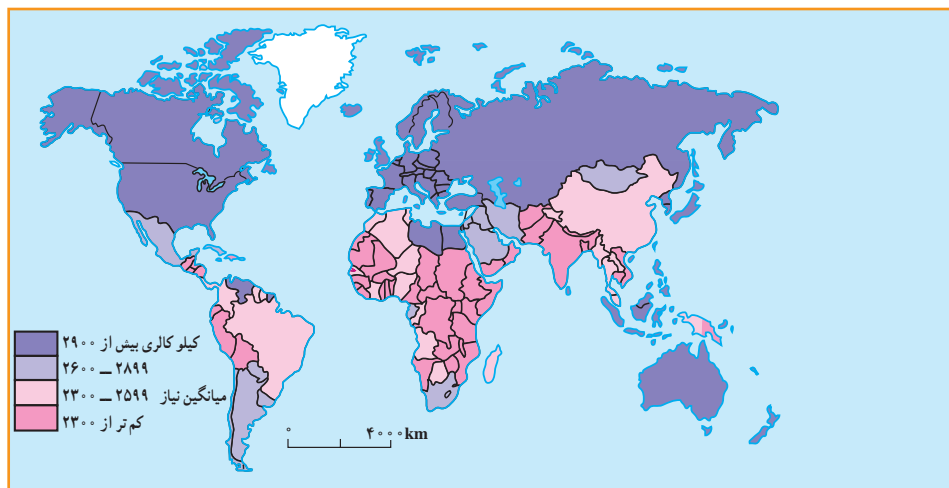 کیلو کالری بیش از ۲۹۰۰
۲۶۰۰ ــ ۲۸۹۹
میانگین نیاز ۲۵۹۹ ــ ۲۳۰۰
کم تر از ۲۳۰۰
۰ ۴۰۰۰km